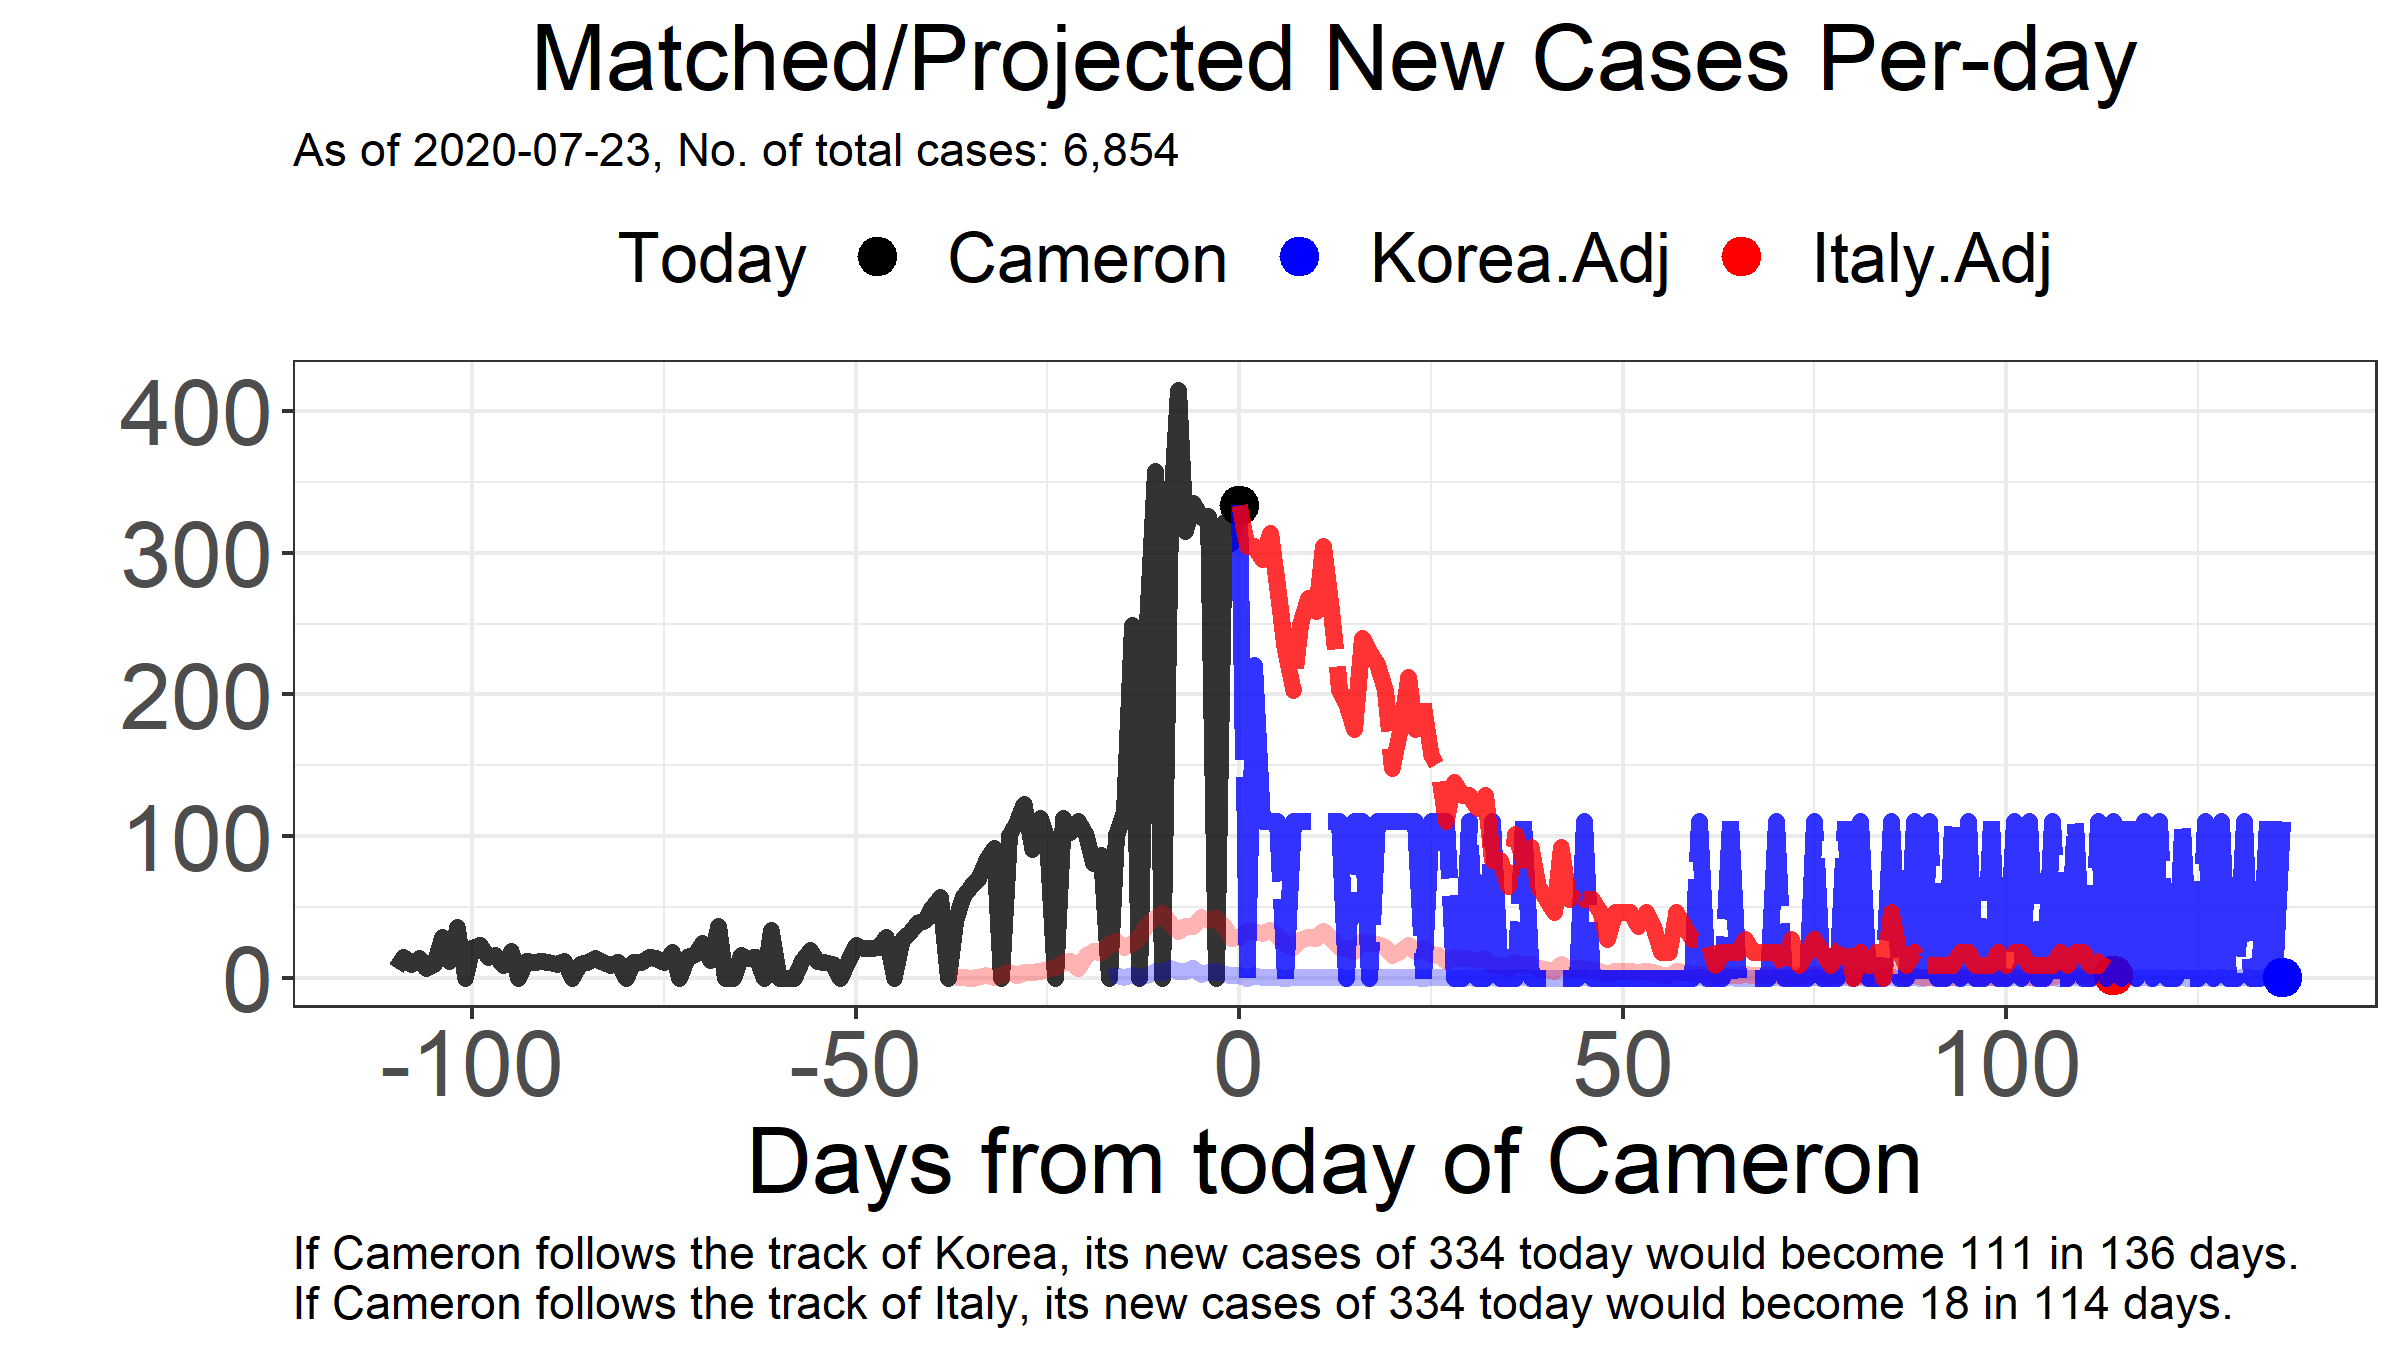 Matched/Projected New Cases Per-day
As of 2020-07-23, No. of total cases: 6,854
Today Cameron Korea.Adj Italy.Adj
400
300
200
100
0
-100 -50 0 50 100
Days from today of Cameron
If Cameron follows the track of Korea, its new cases of 334 today would become 111 in 136 days.
If Cameron follows the track of Italy, its new cases of 334 today would become 18 in 114 days.